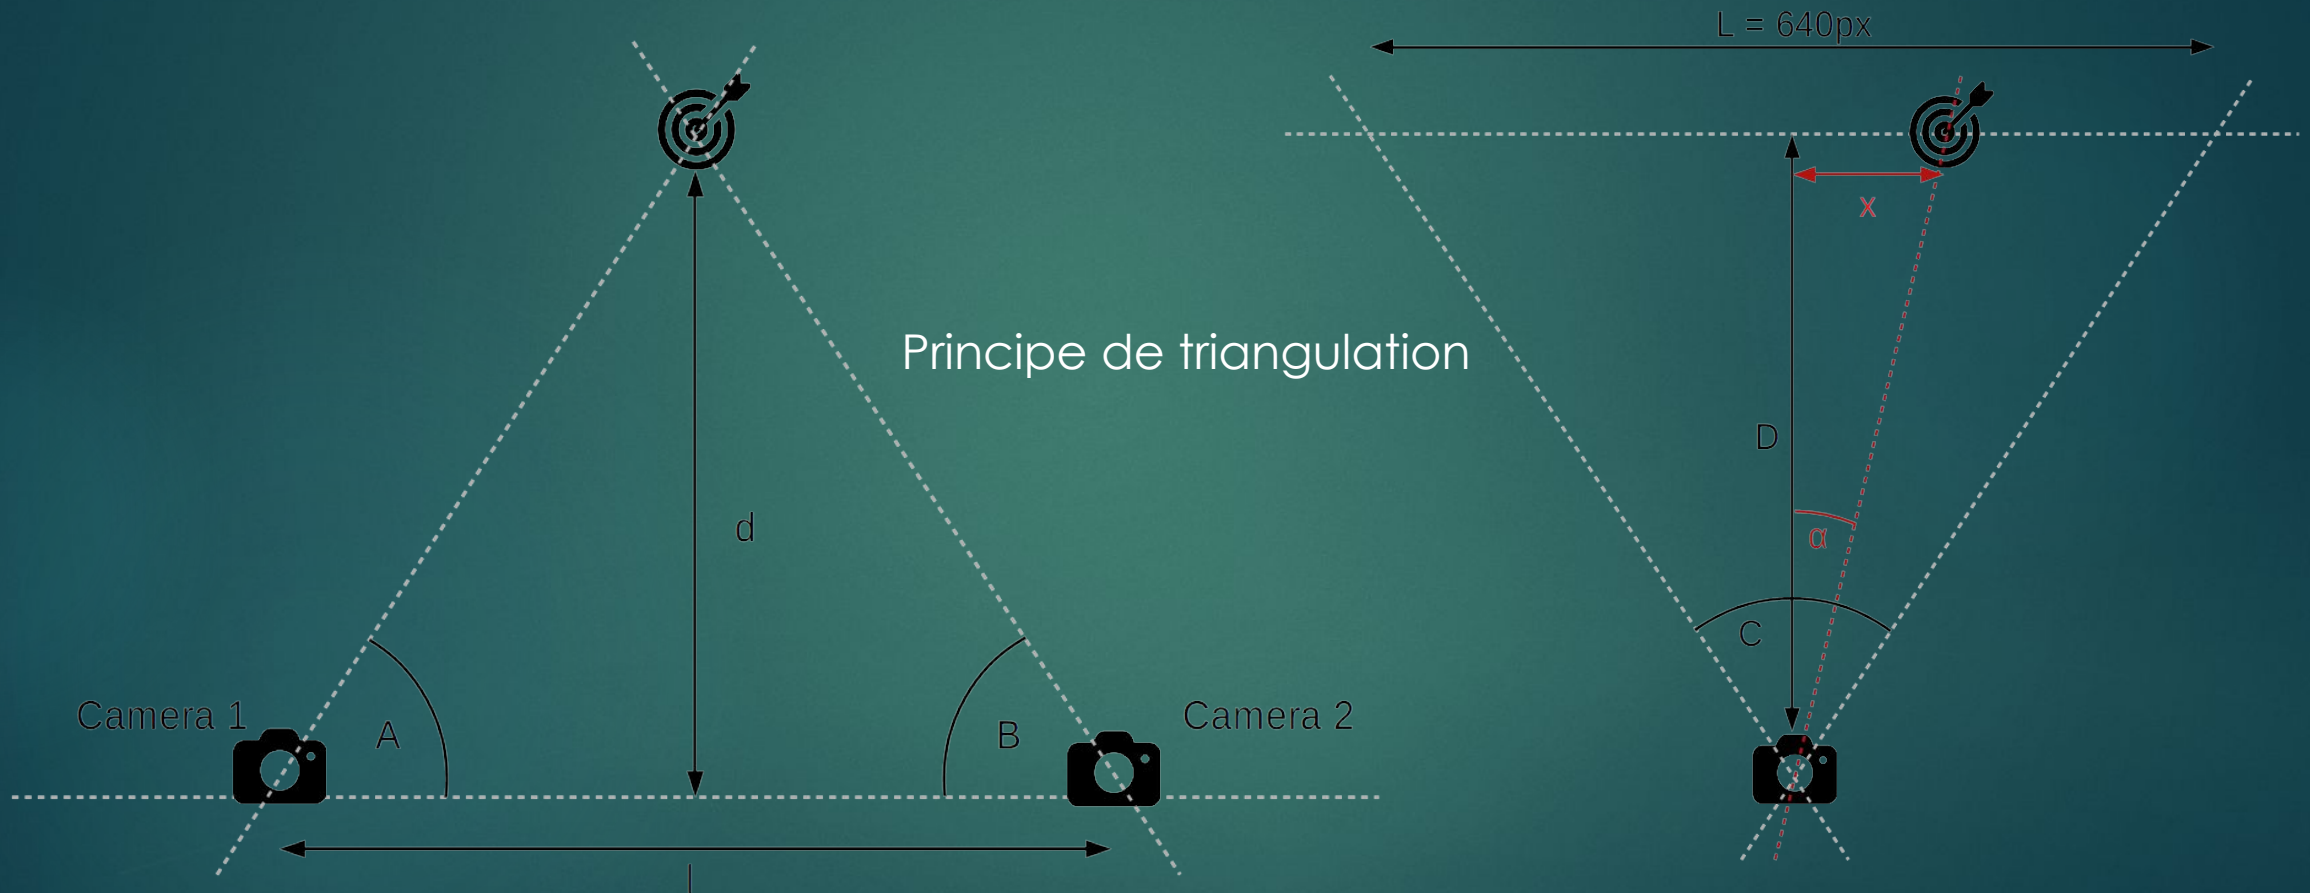 L = 640px
x
Principe de triangulation
D
d
α
C
Camera 1
A
B
Camera 2
l